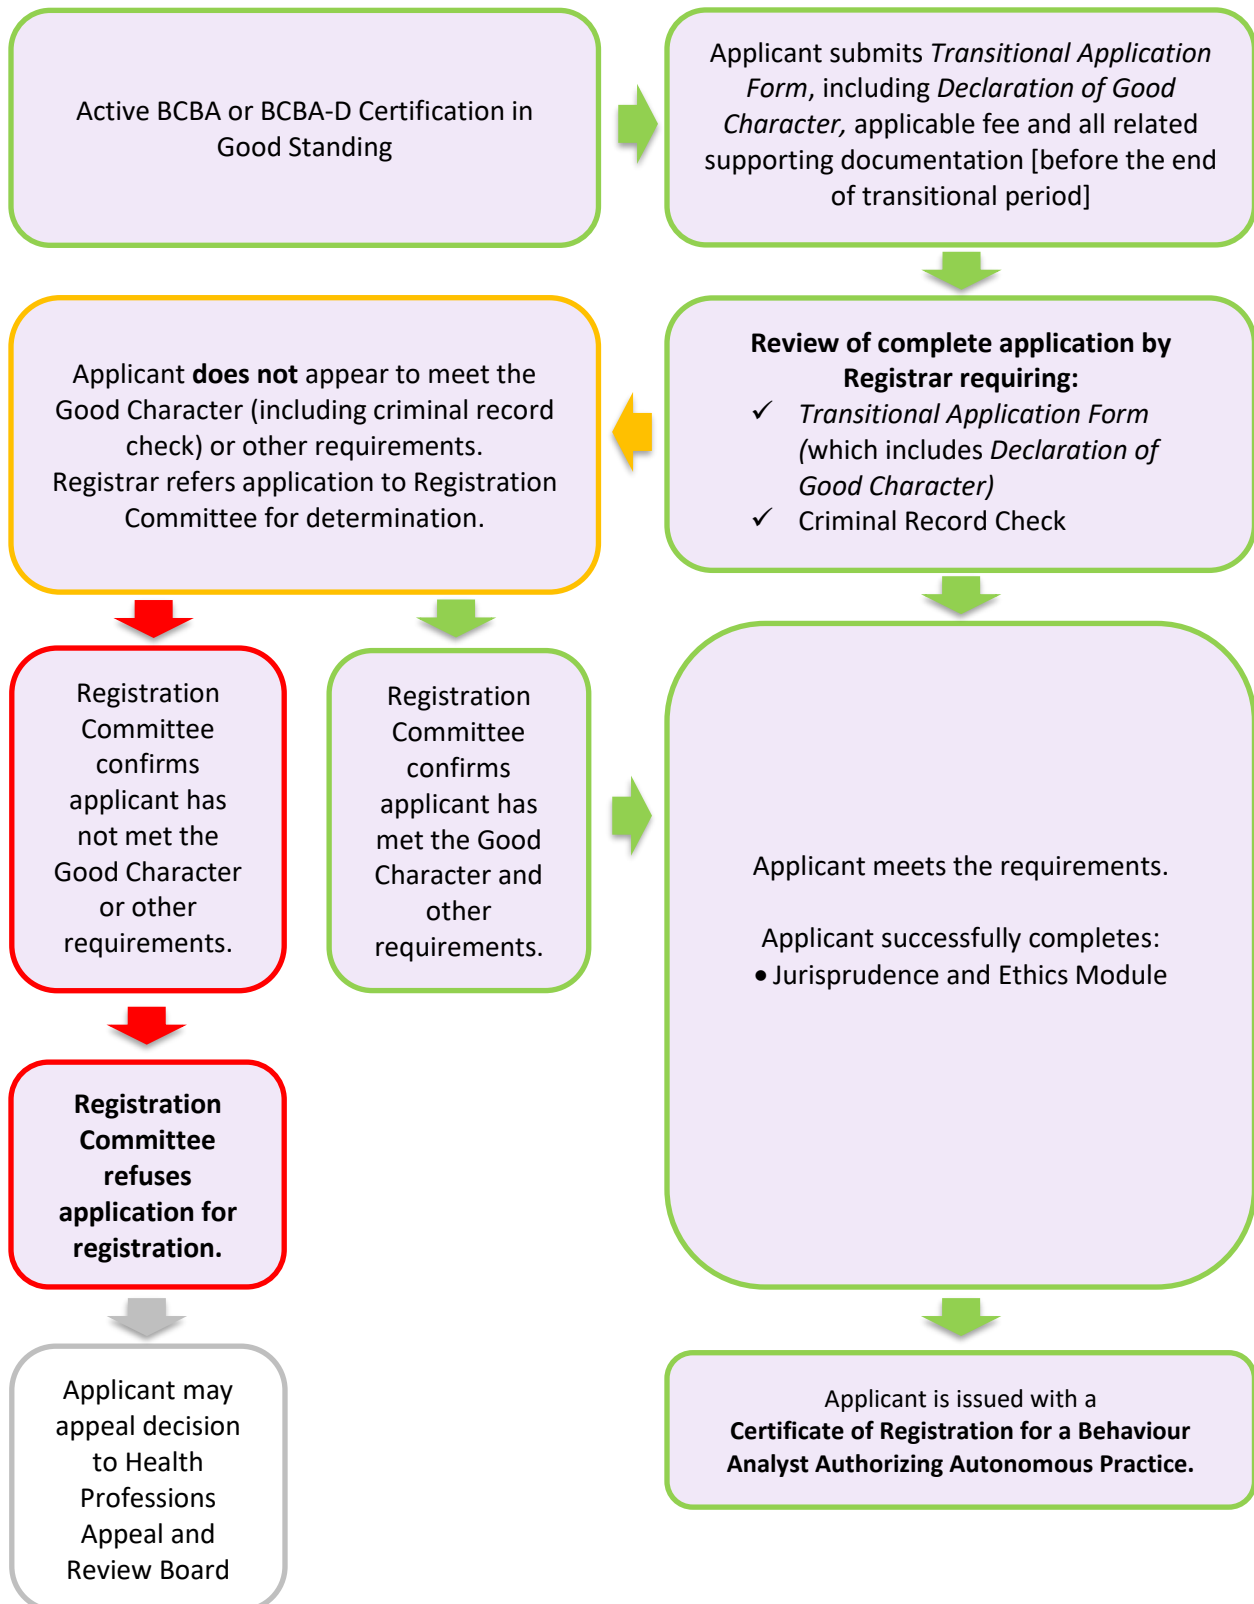 Active BCBA or BCBA-D Certification in
Good Standing
Applicant submits Transitional Application
Form, including Declaration of Good
Character, applicable fee and all related
supporting documentation [before the end
of transitional period]
Review of complete application by
Registrar requiring:
✓ Transitional Application Form
(which includes Declaration of
Good Character)
✓ Criminal Record Check
Applicant does not appear to meet the
Good Character (including criminal record
check) or other requirements.
Registrar refers application to Registration
Committee for determination.
Registration
Committee
confirms
applicant has
not met the
Good Character
or other
requirements.
Registration
Committee
confirms
applicant has
met the Good
Character and
other
requirements.
Applicant meets the requirements.
Applicant successfully completes:
• Jurisprudence and Ethics Module
Registration
Committee
refuses
application for
registration.
Applicant may
appeal decision
to Health
Professions
Appeal and
Review Board
Applicant is issued with a
Certificate of Registration for a Behaviour
Analyst Authorizing Autonomous Practice.